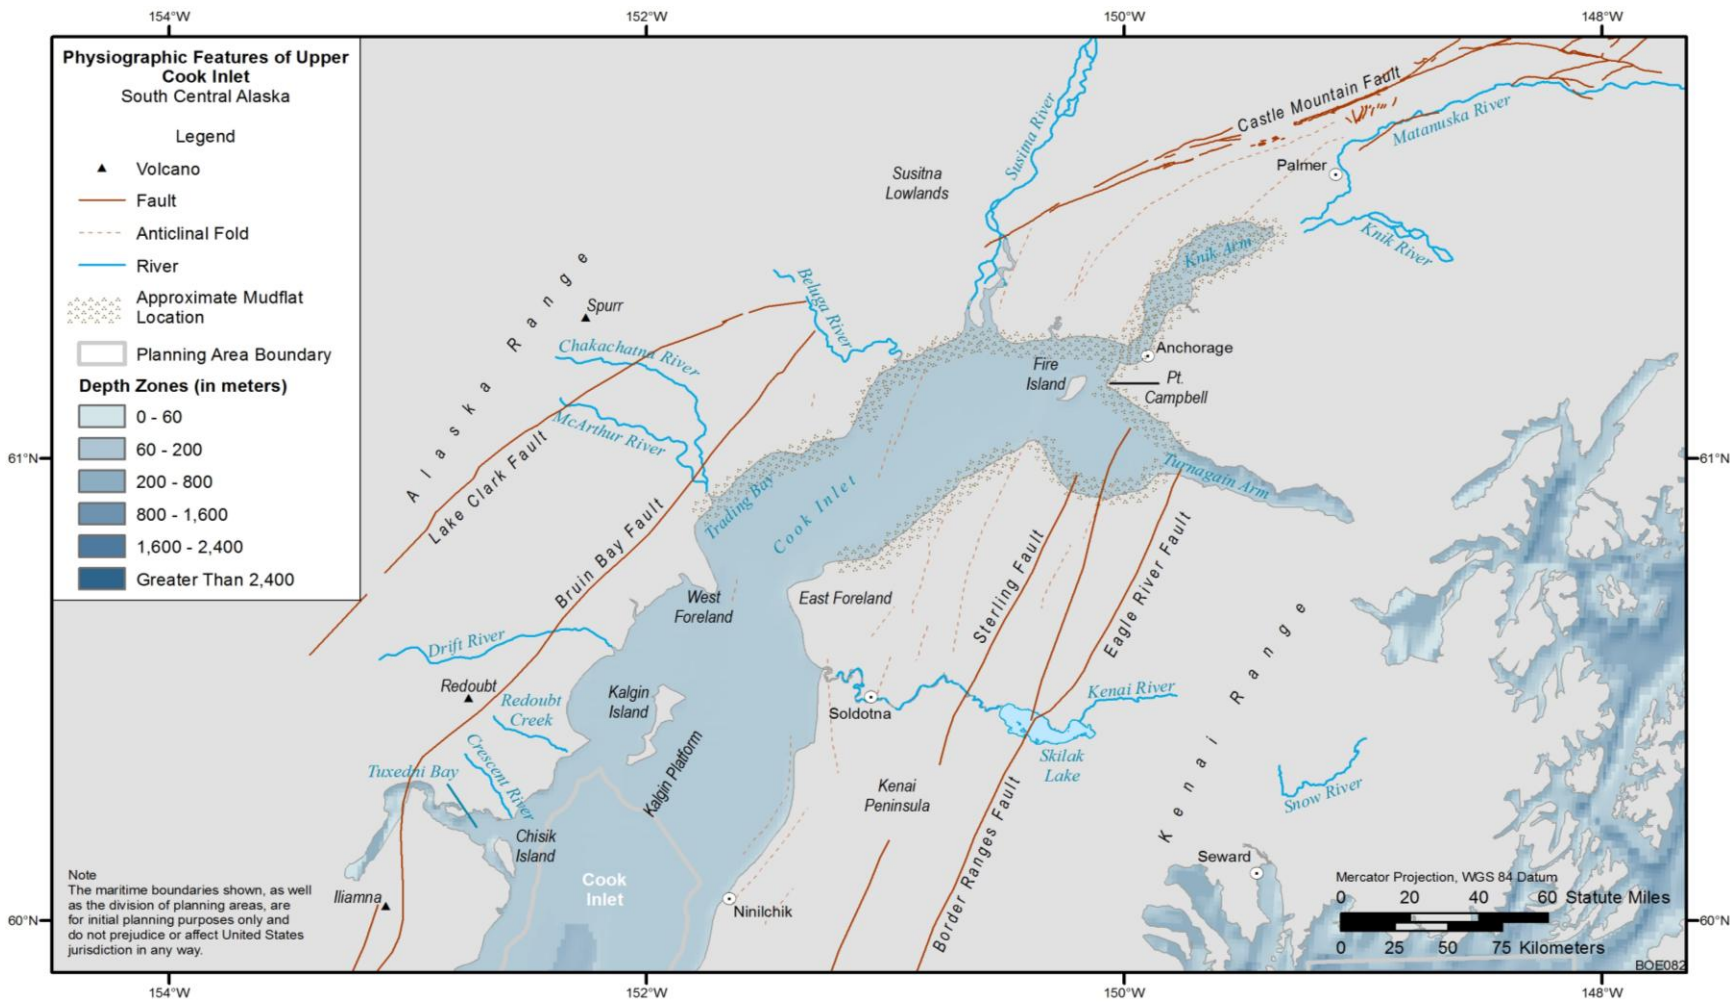 154°W
152°W
150°W
148°W
Physiographic Features of Upper
Cook Inlet
South Central Alaska
Legend
Volcano
Fault
Anticlinal Fold
River
Approximate Mudflat
Location
Planning Area Boundary
Depth Zones (in meters)
0 - 60
60 - 200
200 - 800
800 - 1,600
1,600 - 2,400
Greater Than 2,400
Castle Mountain Fault
Matanuska River
Susitna River
Susitna
Lowlands
Palmer
Knik River
Knik Arm
Alaska Range
Spurr
Beluga River
Chakachatna River
McArthur River
Lake Clark Fault
Anchorage
Fire
Island
Pt.
Campbell
61°N
61°N
Turnagain Arm
Trading Bay
Cook Inlet
Bruin Bay Fault
West
Foreland
East Foreland
Sterling Fault
Eagle River Fault
Kenai Range
Drift River
Redoubt
Redoubt
Creek
Kalgin
Island
Soldotna
Kenai River
Skilak
Lake
Crescent River
Tuxedni Bay
Kalgin Platform
Kenai
Peninsula
Snow River
Chisik
Island
Border Ranges Fault
Seward
Iliamna
Cook
Inlet
Ninilchik
60°N
60°N
Note
The maritime boundaries shown, as well
as the division of planning areas, are
for initial planning purposes only and
do not prejudice or affect United States
jurisdiction in any way.
Mercator Projection, WGS 84 Datum
0 20 40 60 Statute Miles
0 25 50 75 Kilometers
BOE082
154°W
152°W
150°W
148°W